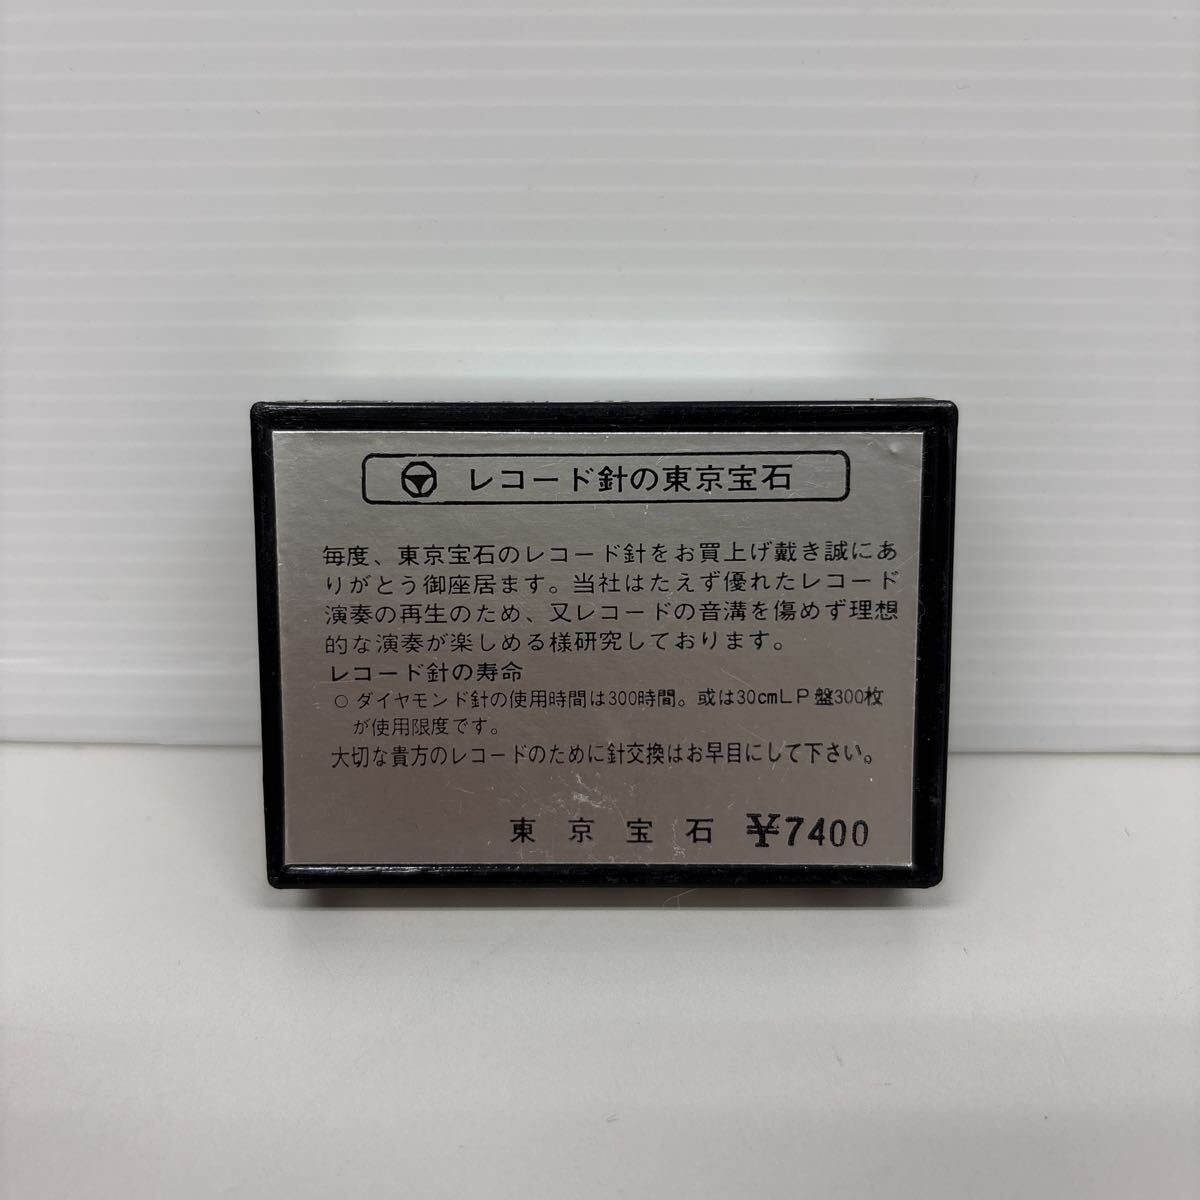 レコード針の東京宝石
毎度、東京宝石のレコード針をお買上げ戴き誠にあ
りがとう御座居ます。当社はたえず優れたレコード
演奏の再生のため、又レコードの音溝を傷めず理想
的な演奏が楽しめる様研究しております。
レコード針の寿命
○ ダイヤモンド針の使用時間は300時間。或は30cmLP盤300枚
が使用限度です。
大切な貴方のレコードのために針交換はお早目にして下さい。
東京宝石 ¥7400